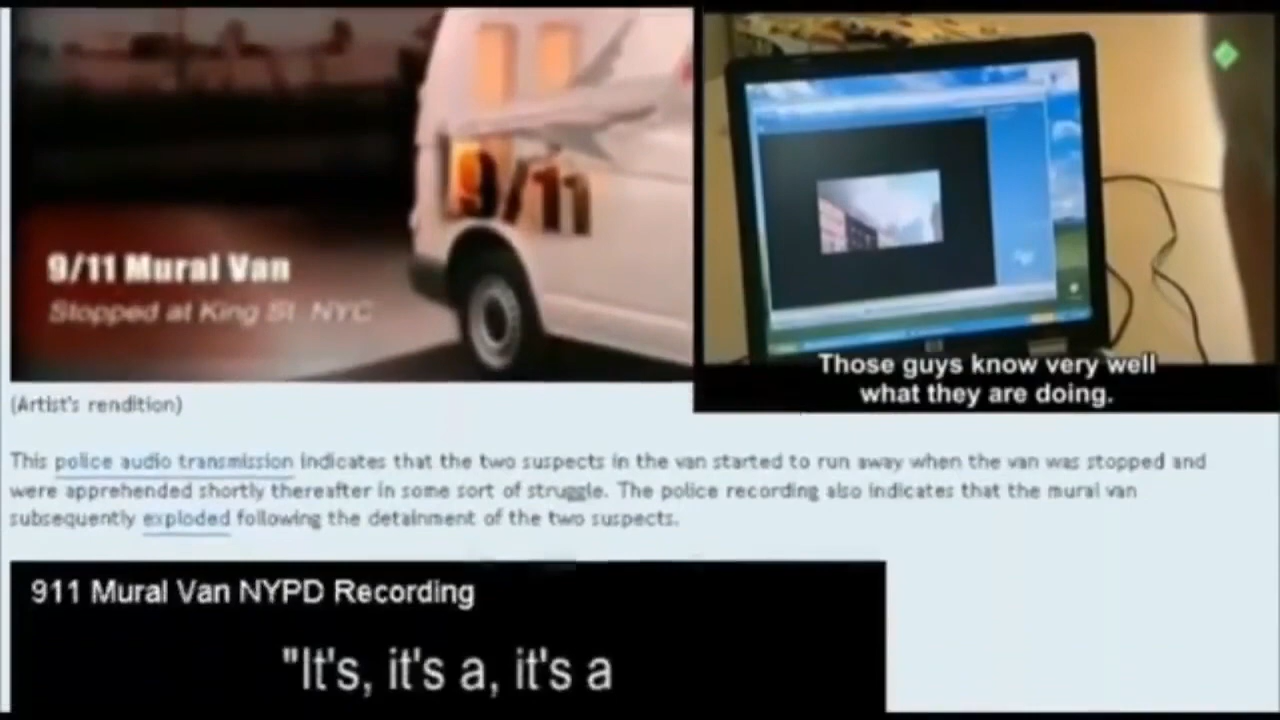 9/11
9/11 Mural Van
Stopped at King St. NYC
Those guys know very well
what they are doing.
(Artist's rendition)
This police audio transmission indicates that the two suspects in the van started to run away when the van was stopped and
were apprehended shortly thereafter in some sort of struggle. The police recording also indicates that the mural van
subsequently exploded following the detainment of the two suspects.
911 Mural Van NYPD Recording
"It's, it's a, it's a